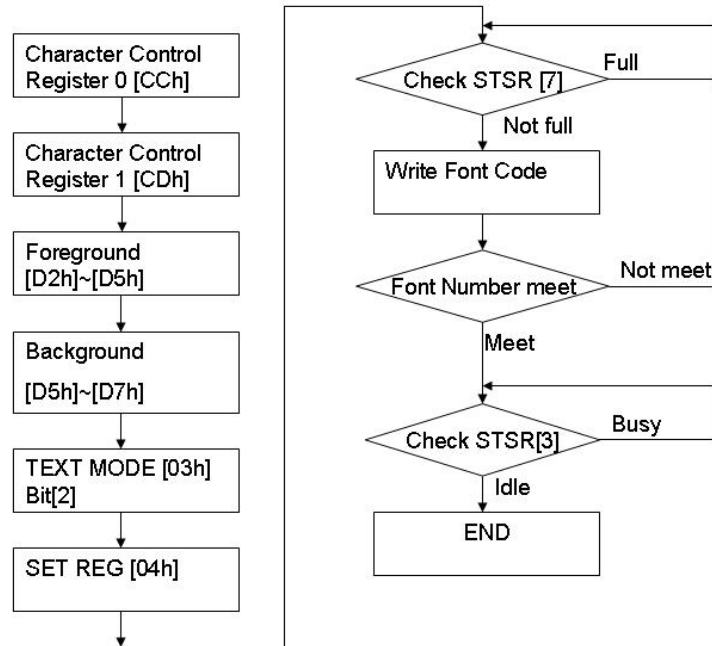 Character Control
Register 0 [CCh]
Character Control
Register 1 [CDh]
Foreground
[D2h]~[D5h]
Background
[D5h]~[D7h]
TEXT MODE [03h]
Bit[2]
SET REG [04h]
Check STSR [7]
Full
Not full
Write Font Code
Font Number meet
Not meet
Meet
Check STSR[3]
Busy
Idle
END